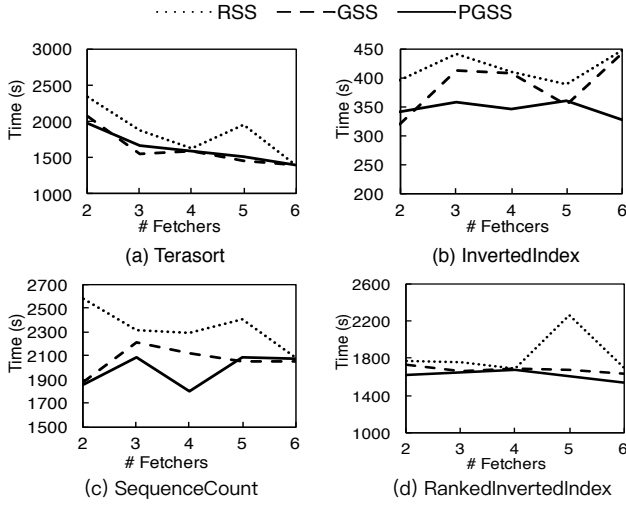 RSS GSS PGSS
3000
2500
2000
1500
1000
Time (s)
2 3 4 5 6
# Fetchers
(a) Terasort
450
400
350
300
250
200
Time (s)
2 3 4 5 6
# Fetchers
(b) InvertedIndex
2700
2500
2300
2100
1900
1700
1500
Time (s)
2 3 4 5 6
# Fetchers
(c) SequenceCount
2600
2200
1800
1400
1000
Time (s)
2 3 4 5 6
# Fetchers
(d) RankedInvertedIndex